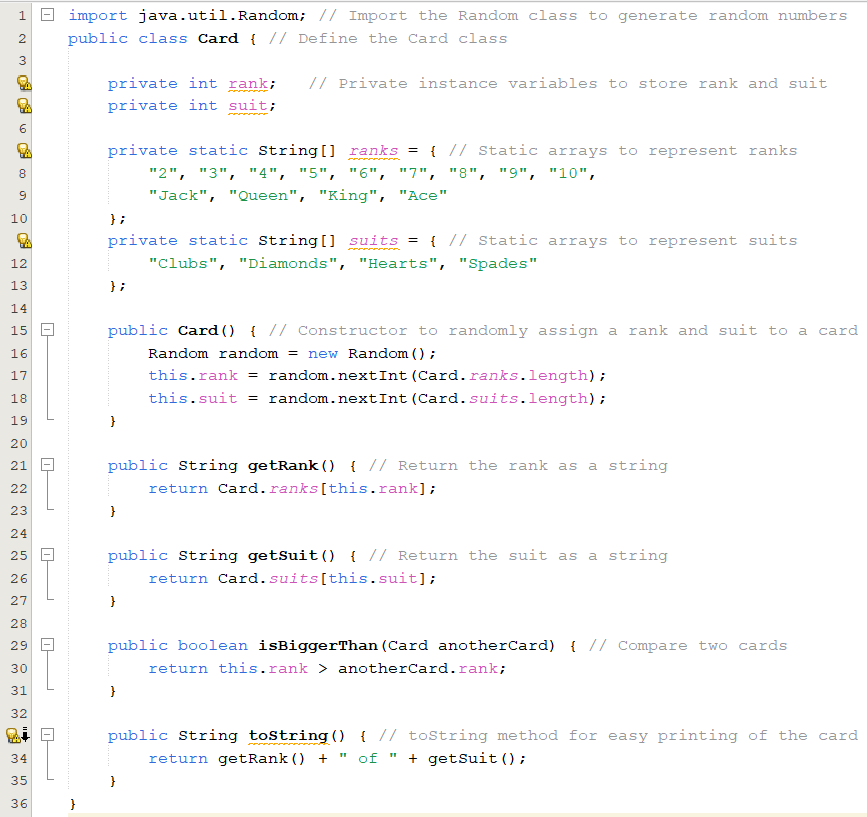 1 import java.util.Random; // Import the Random class to generate random numbers
2 public class Card { // Define the Card class
3
private int rank;   // Private instance variables to store rank and suit
private int suit;
6
private static String[] ranks = { // Static arrays to represent ranks
8 "2", "3", "4", "5", "6", "7", "8", "9", "10",
9 "Jack", "Queen", "King", "Ace"
10 };
private static String[] suits = { // Static arrays to represent suits
12 "Clubs", "Diamonds", "Hearts", "Spades"
13 };
14
15 public Card() { // Constructor to randomly assign a rank and suit to a card
16 Random random = new Random();
17 this.rank = random.nextInt(Card.ranks.length);
18 this.suit = random.nextInt(Card.suits.length);
19 }
20
21 public String getRank() { // Return the rank as a string
22 return Card.ranks[this.rank];
23 }
24
25 public String getSuit() { // Return the suit as a string
26 return Card.suits[this.suit];
27 }
28
29 public boolean isBiggerThan(Card anotherCard) { // Compare two cards
30 return this.rank > anotherCard.rank;
31 }
32
public String toString() { // toString method for easy printing of the card
34 return getRank() + " of " + getSuit();
35 }
36 }